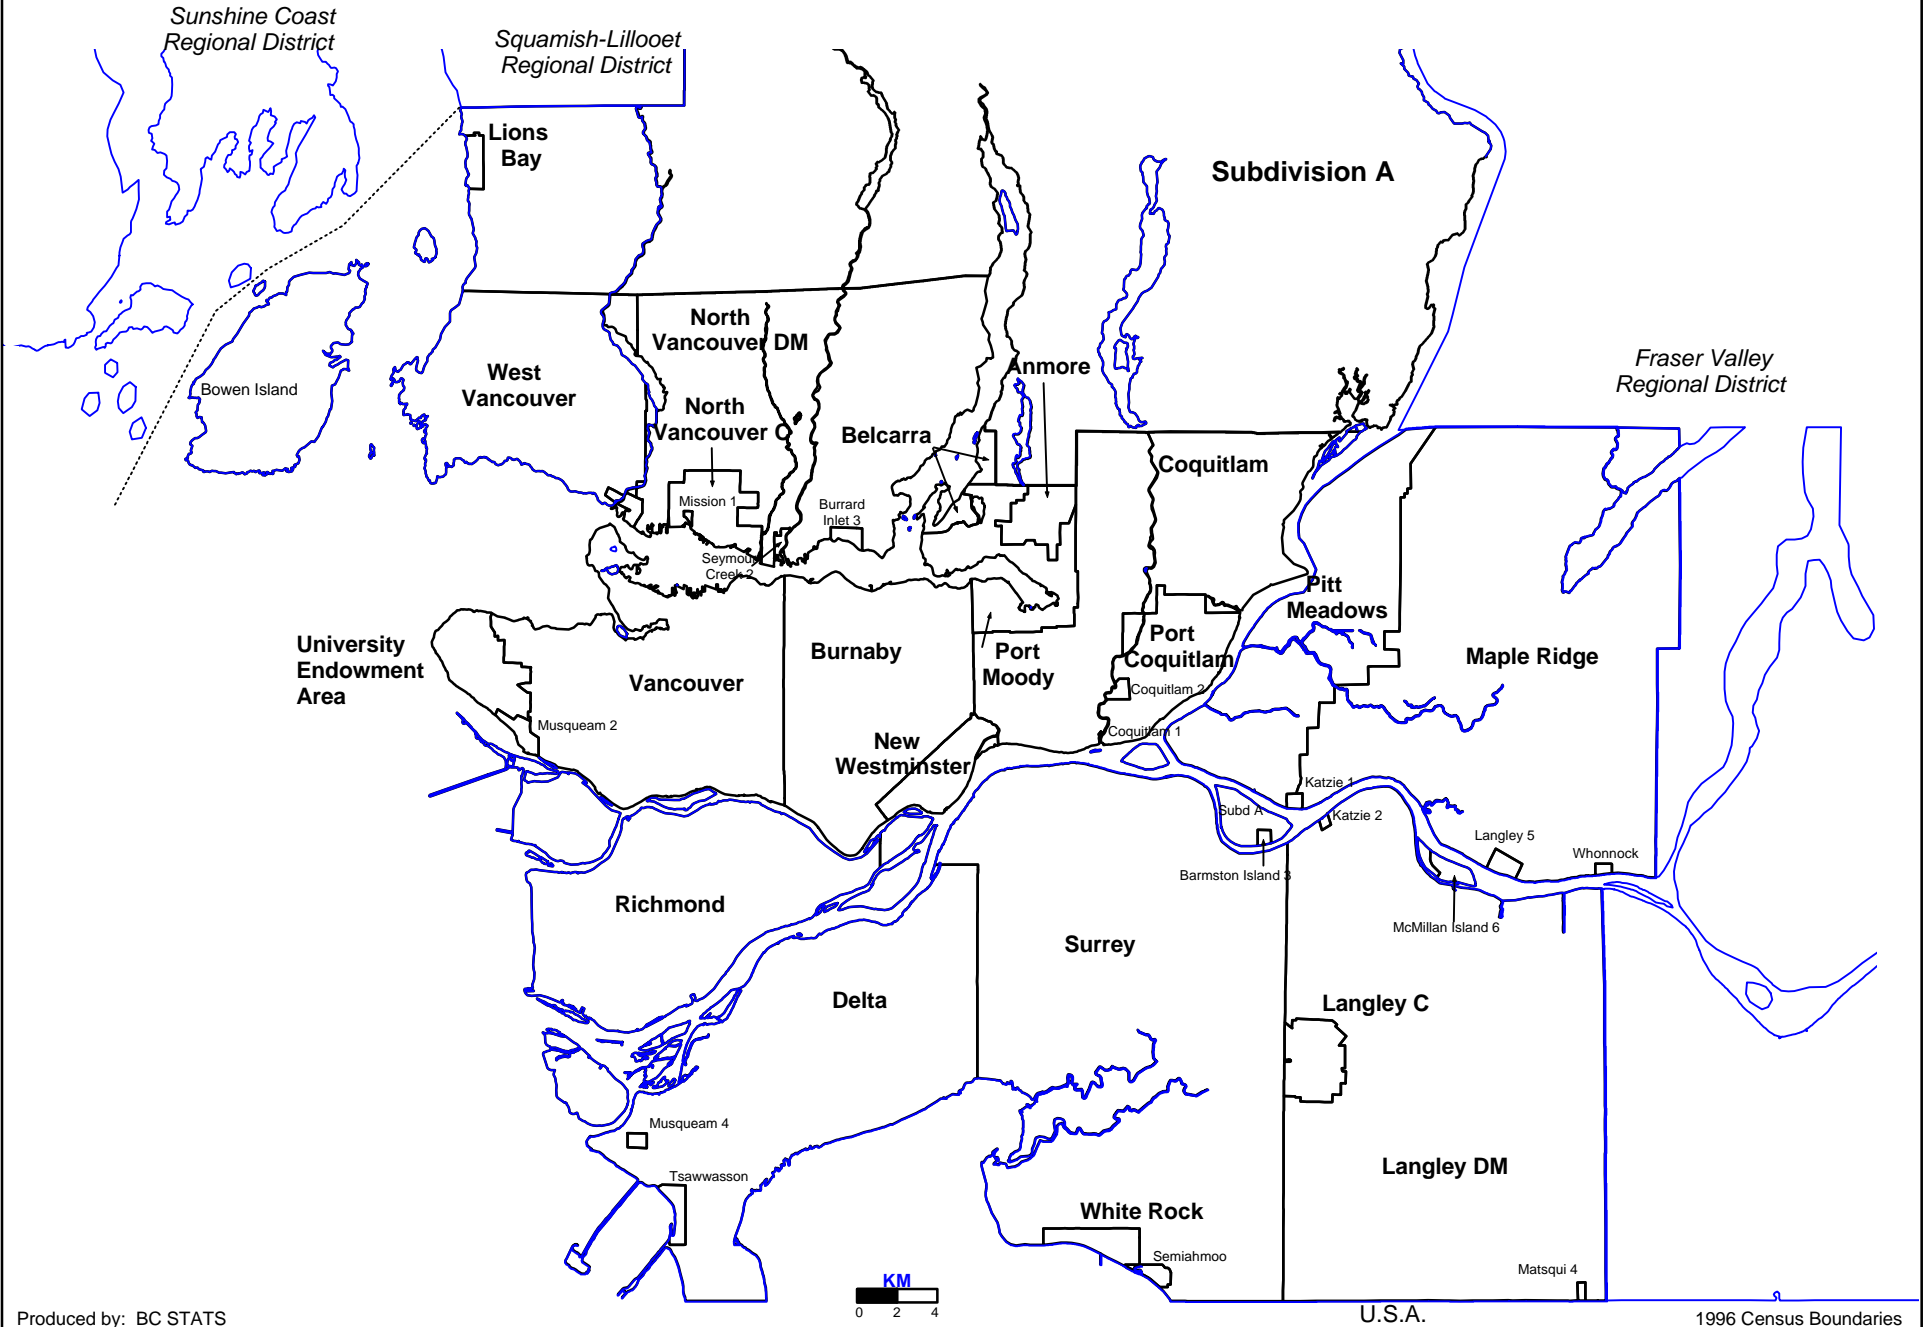 Sunshine Coast
Regional District
Squamish-Lillooet
Regional District
Lions
Bay
Subdivision A
North
Vancouver DM
Fraser Valley
Regional District
Anmore
West
Vancouver
Bowen Island
North
Vancouver C
Belcarra
Coquitlam
Mission 1
Burrard
Inlet 3
Seymour
Creek 2
Pitt
Meadows
University
Endowment
Area
Burnaby
Port
Moody
Port
Coquitlam
Maple Ridge
Vancouver
Coquitlam 2
Musqueam 2
Coquitlam 1
New
Westminster
Katzie 1
Subd A
Katzie 2
Langley 5
Whonnock
Barmston Island 3
Richmond
McMillan Island 6
Surrey
Delta
Langley C
Musqueam 4
Tsawwasson
Langley DM
White Rock
Semiahmoo
Matsqui 4
KM
0 2 4
Produced by: BC STATS
U.S.A.
1996 Census Boundaries